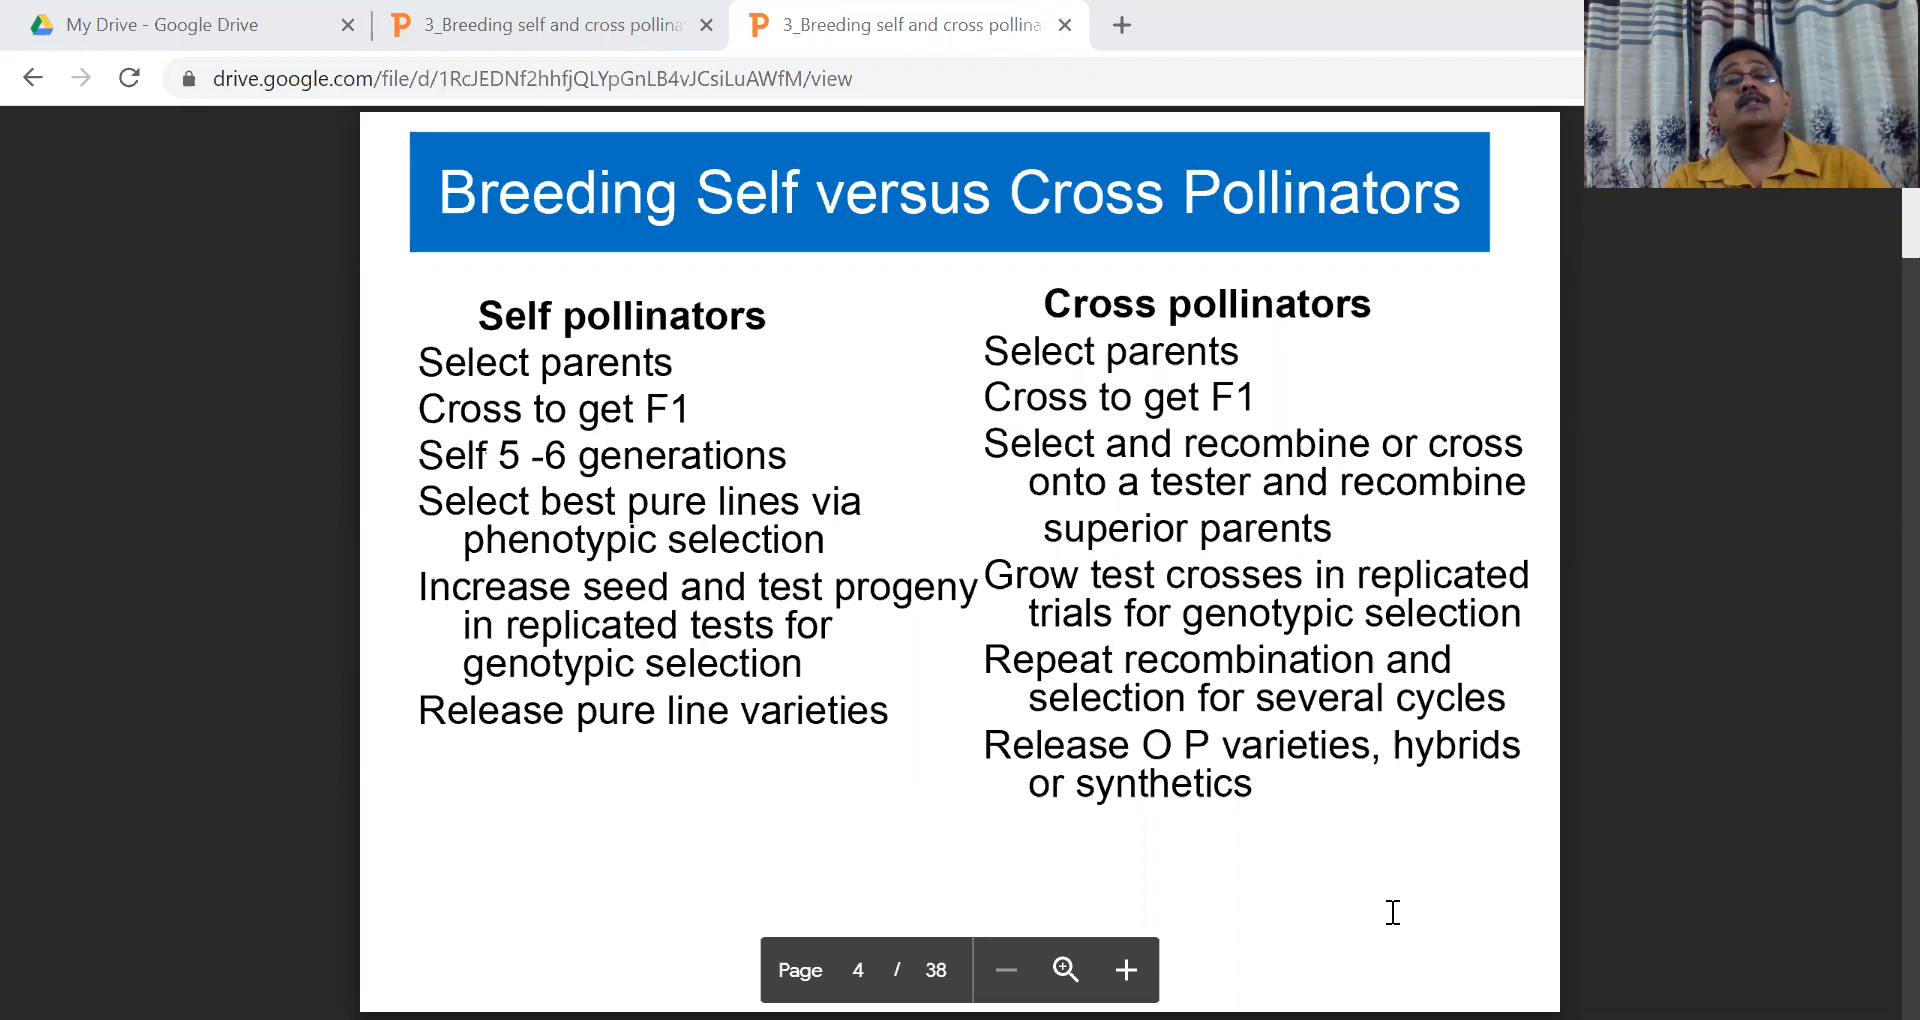 My Drive - Google Drive
3_Breeding self and cross pollina
3_Breeding self and cross pollina
drive.google.com/file/d/1RcJEDNf2hhfjQLYpGnLB4vJCsiLuAWfM/view
Breeding Self versus Cross Pollinators
Self pollinators
Select parents
Cross to get F1
Self 5 -6 generations
Select best pure lines via
phenotypic selection
Increase seed and test progeny
in replicated tests for
genotypic selection
Release pure line varieties
Cross pollinators
Select parents
Cross to get F1
Select and recombine or cross
onto a tester and recombine
superior parents
Grow test crosses in replicated
trials for genotypic selection
Repeat recombination and
selection for several cycles
Release O P varieties, hybrids
or synthetics
Page 4 / 38